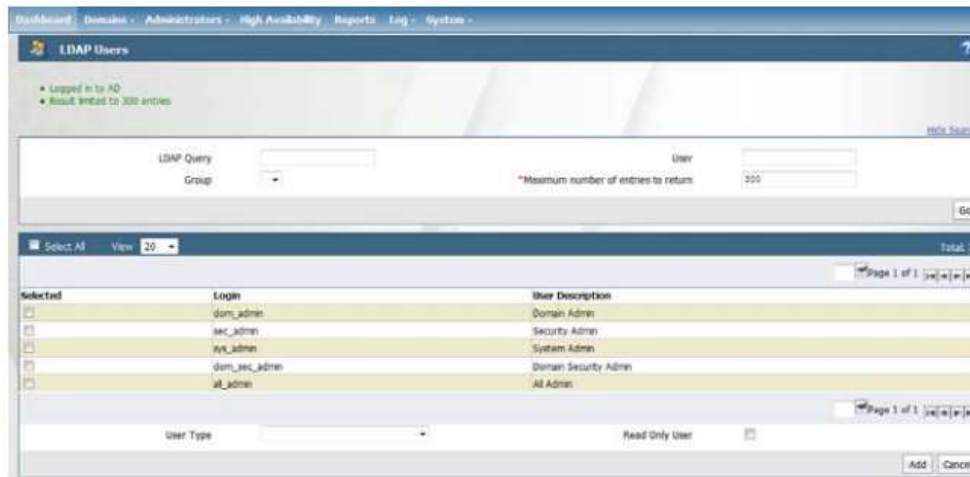 Dashboard Domains Administrators High Availability Reports Log System
LDAP Users ?
Logged in to AD
Result limited to 300 entries
LDAP Query User
Group *Maximum number of entries to return 300
Select All View 20 Total:
Page 1 of 1
Selected Login User Description
dom_admin Domain Admin
sec_admin Security Admin
sys_admin System Admin
dom_sec_admin Domain Security Admin
all_admin All Admin
Page 1 of 1
User Type Read Only User
Add Cancel